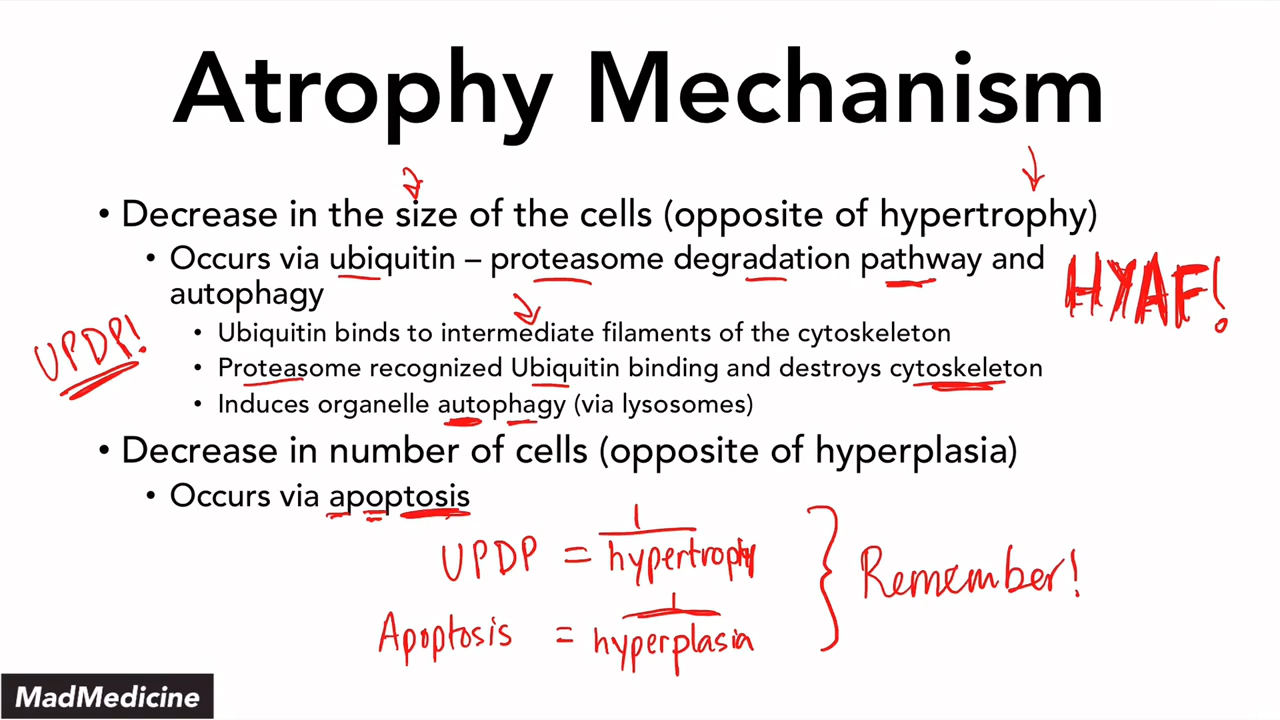 Atrophy Mechanism
• Decrease in the size of the cells (opposite of hypertrophy)
• Occurs via ubiquitin – proteasome degradation pathway and
autophagy
HYAF!
UPDP!
• Ubiquitin binds to intermediate filaments of the cytoskeleton
• Proteasome recognized Ubiquitin binding and destroys cytoskeleton
• Induces organelle autophagy (via lysosomes)
• Decrease in number of cells (opposite of hyperplasia)
• Occurs via apoptosis
UPDP = 1/hypertrophy
Remember!
Apoptosis = 1/hyperplasia
MadMedicine